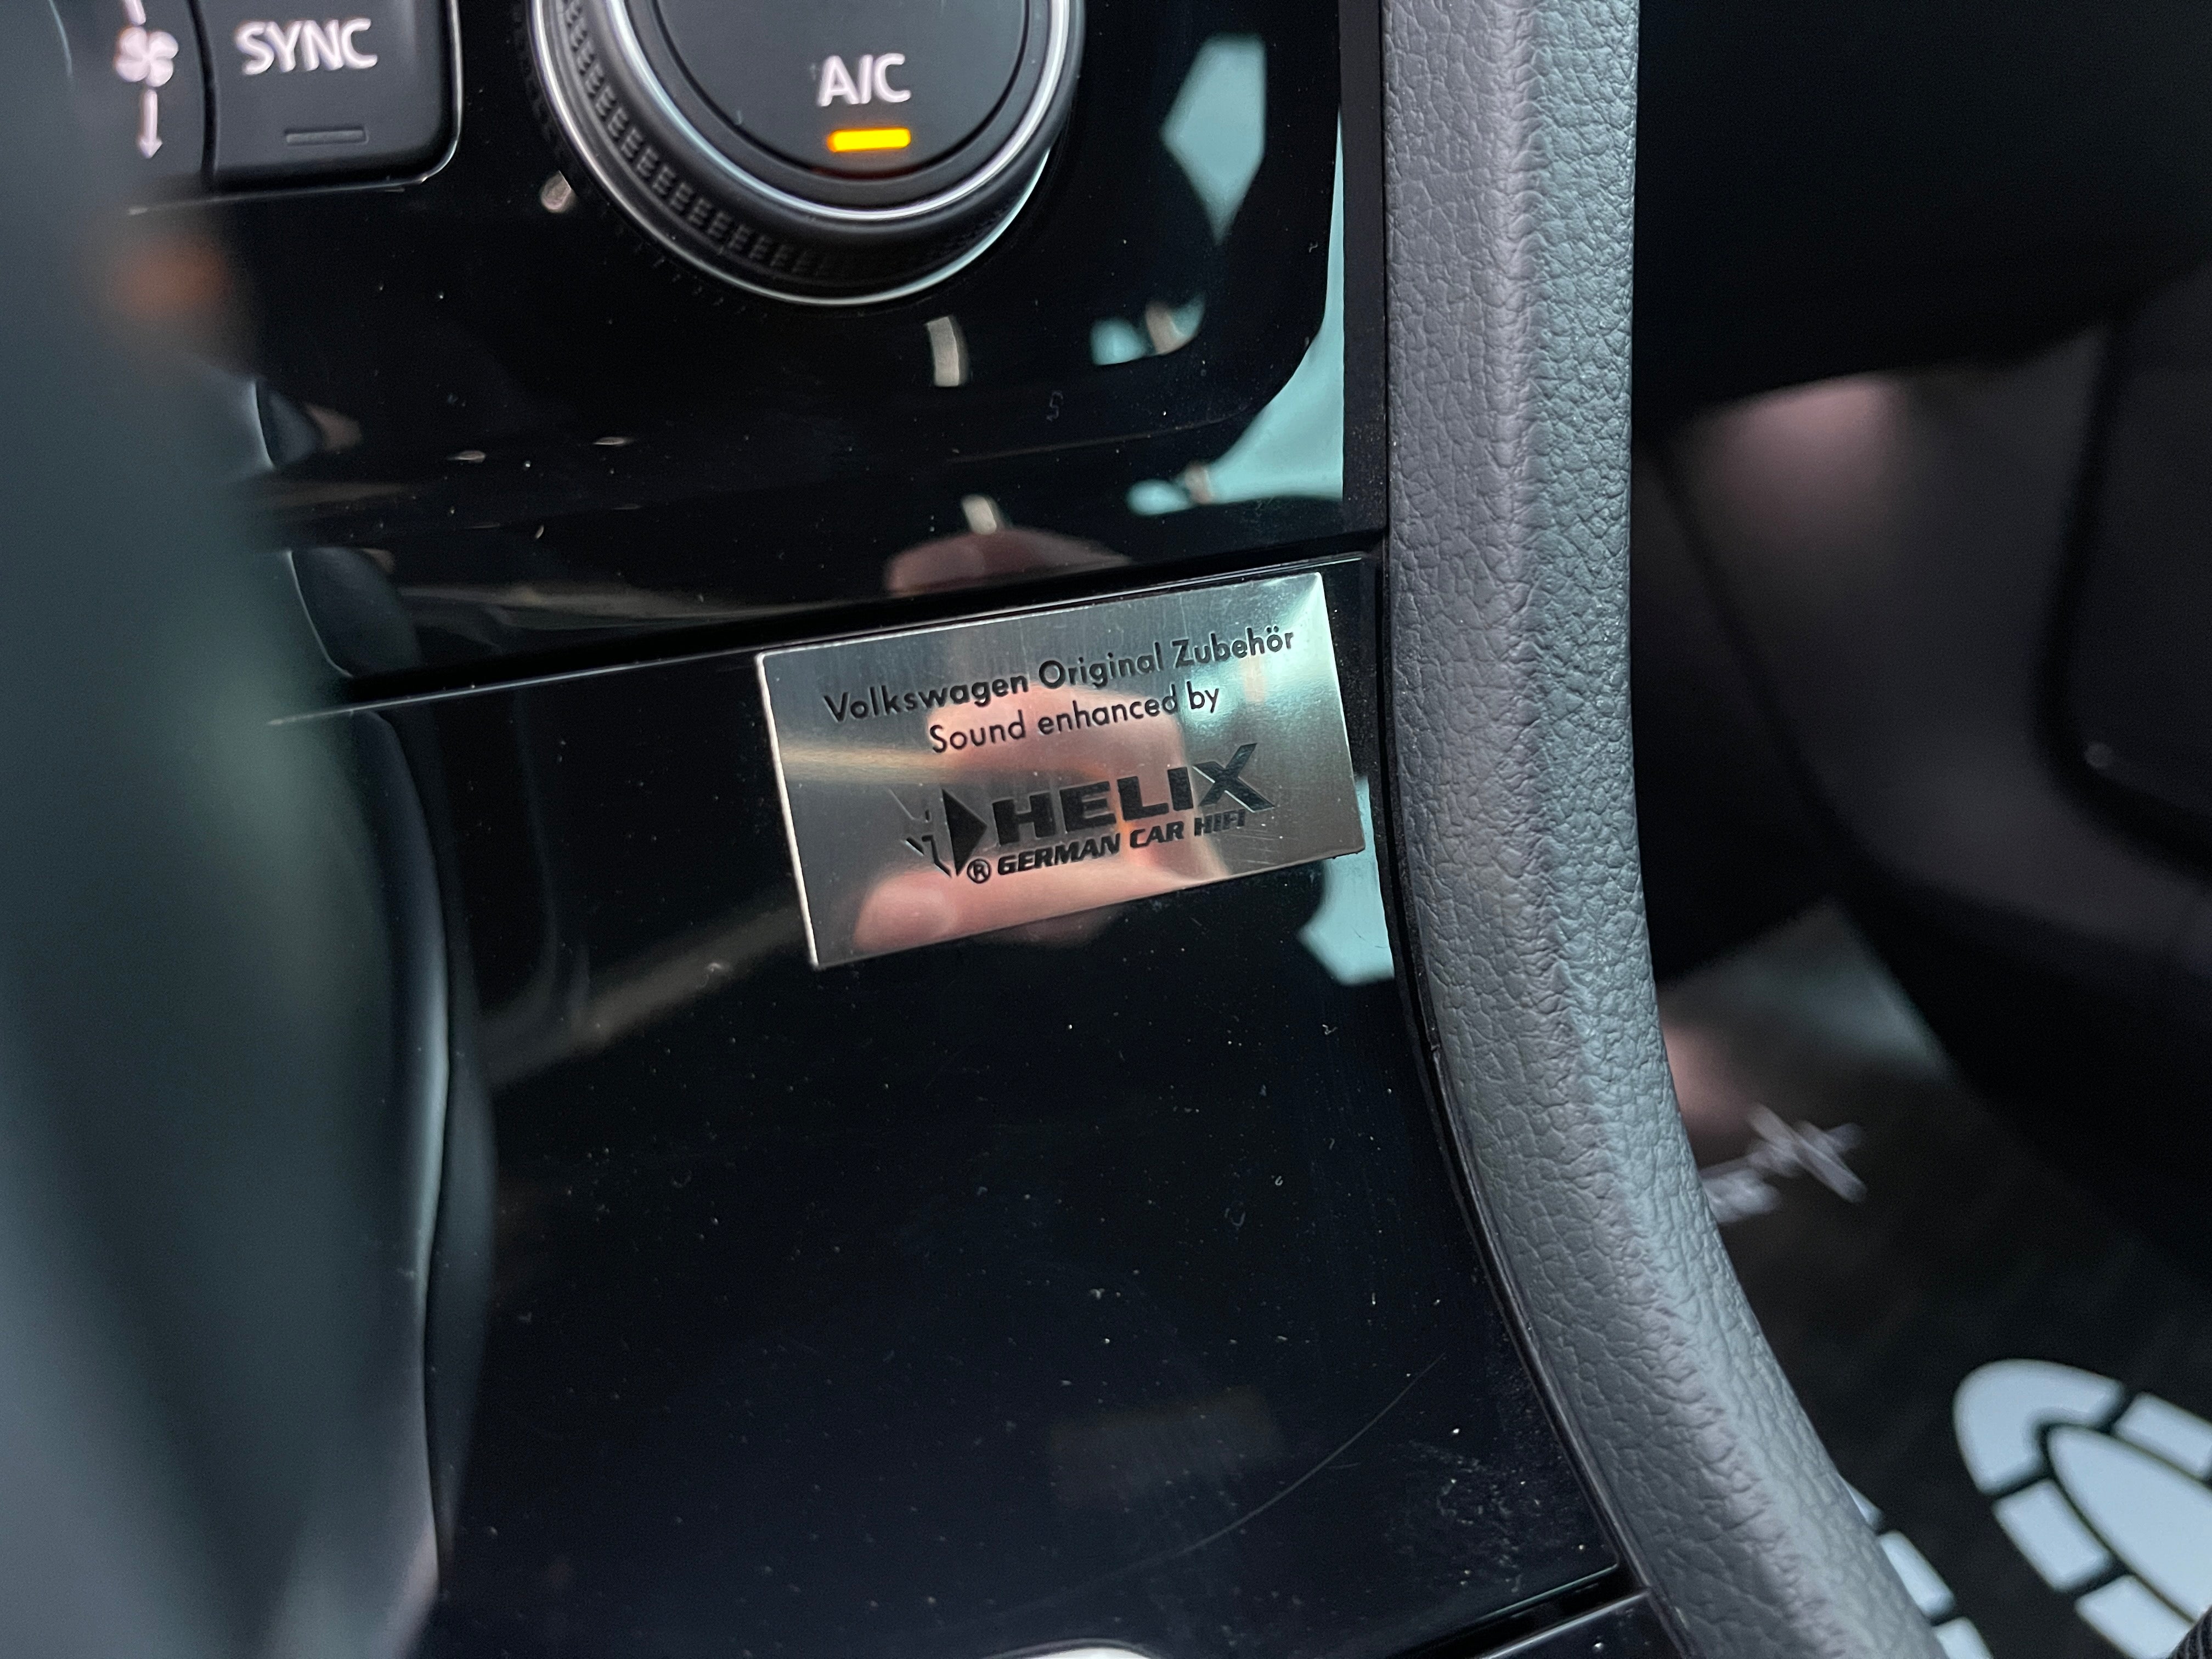 SYNC
A/C
Volkswagen Original Zubehör
Sound enhanced by
HELIX
® GERMAN CAR HIFI